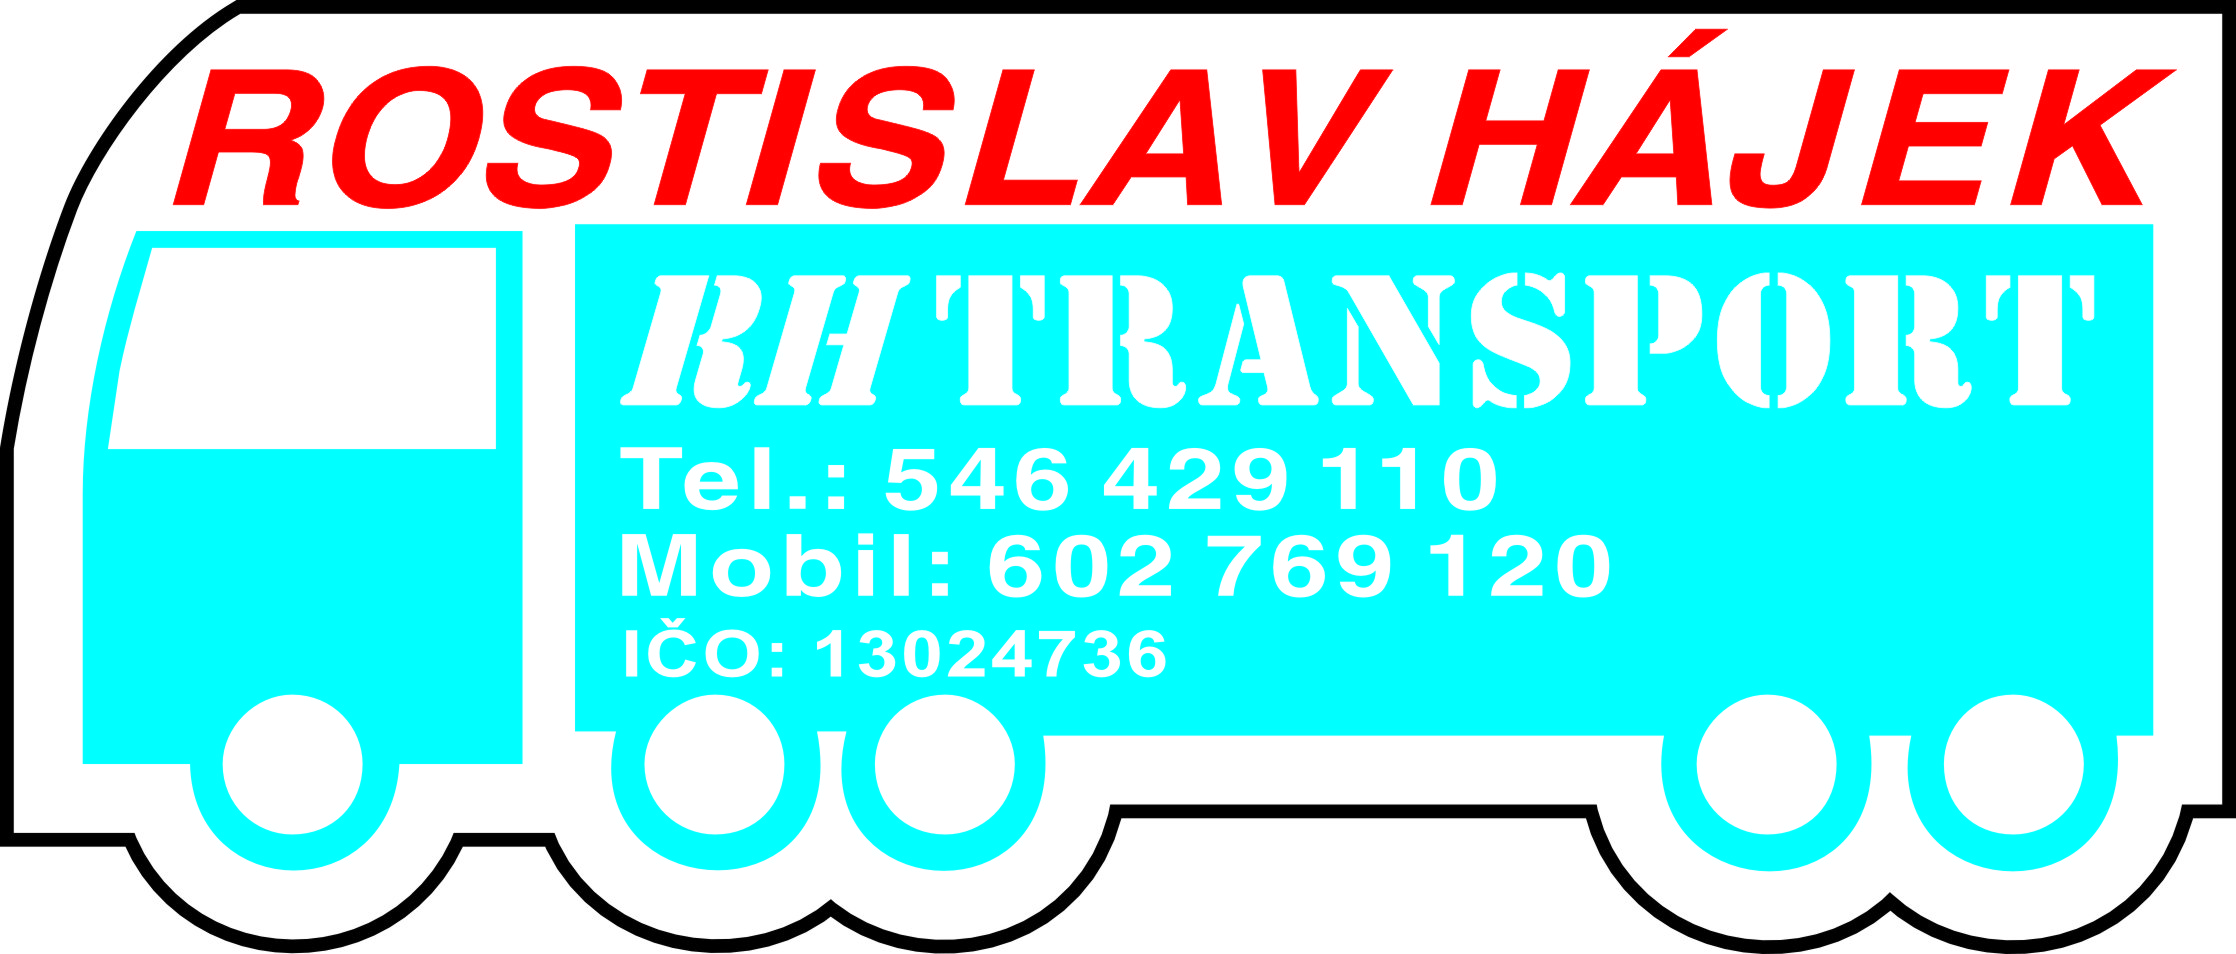 ROSTISLAV HÁJEK
RH TRANSPORT
Tel.: 546 429 110
Mobil: 602 769 120
IČO: 13024736